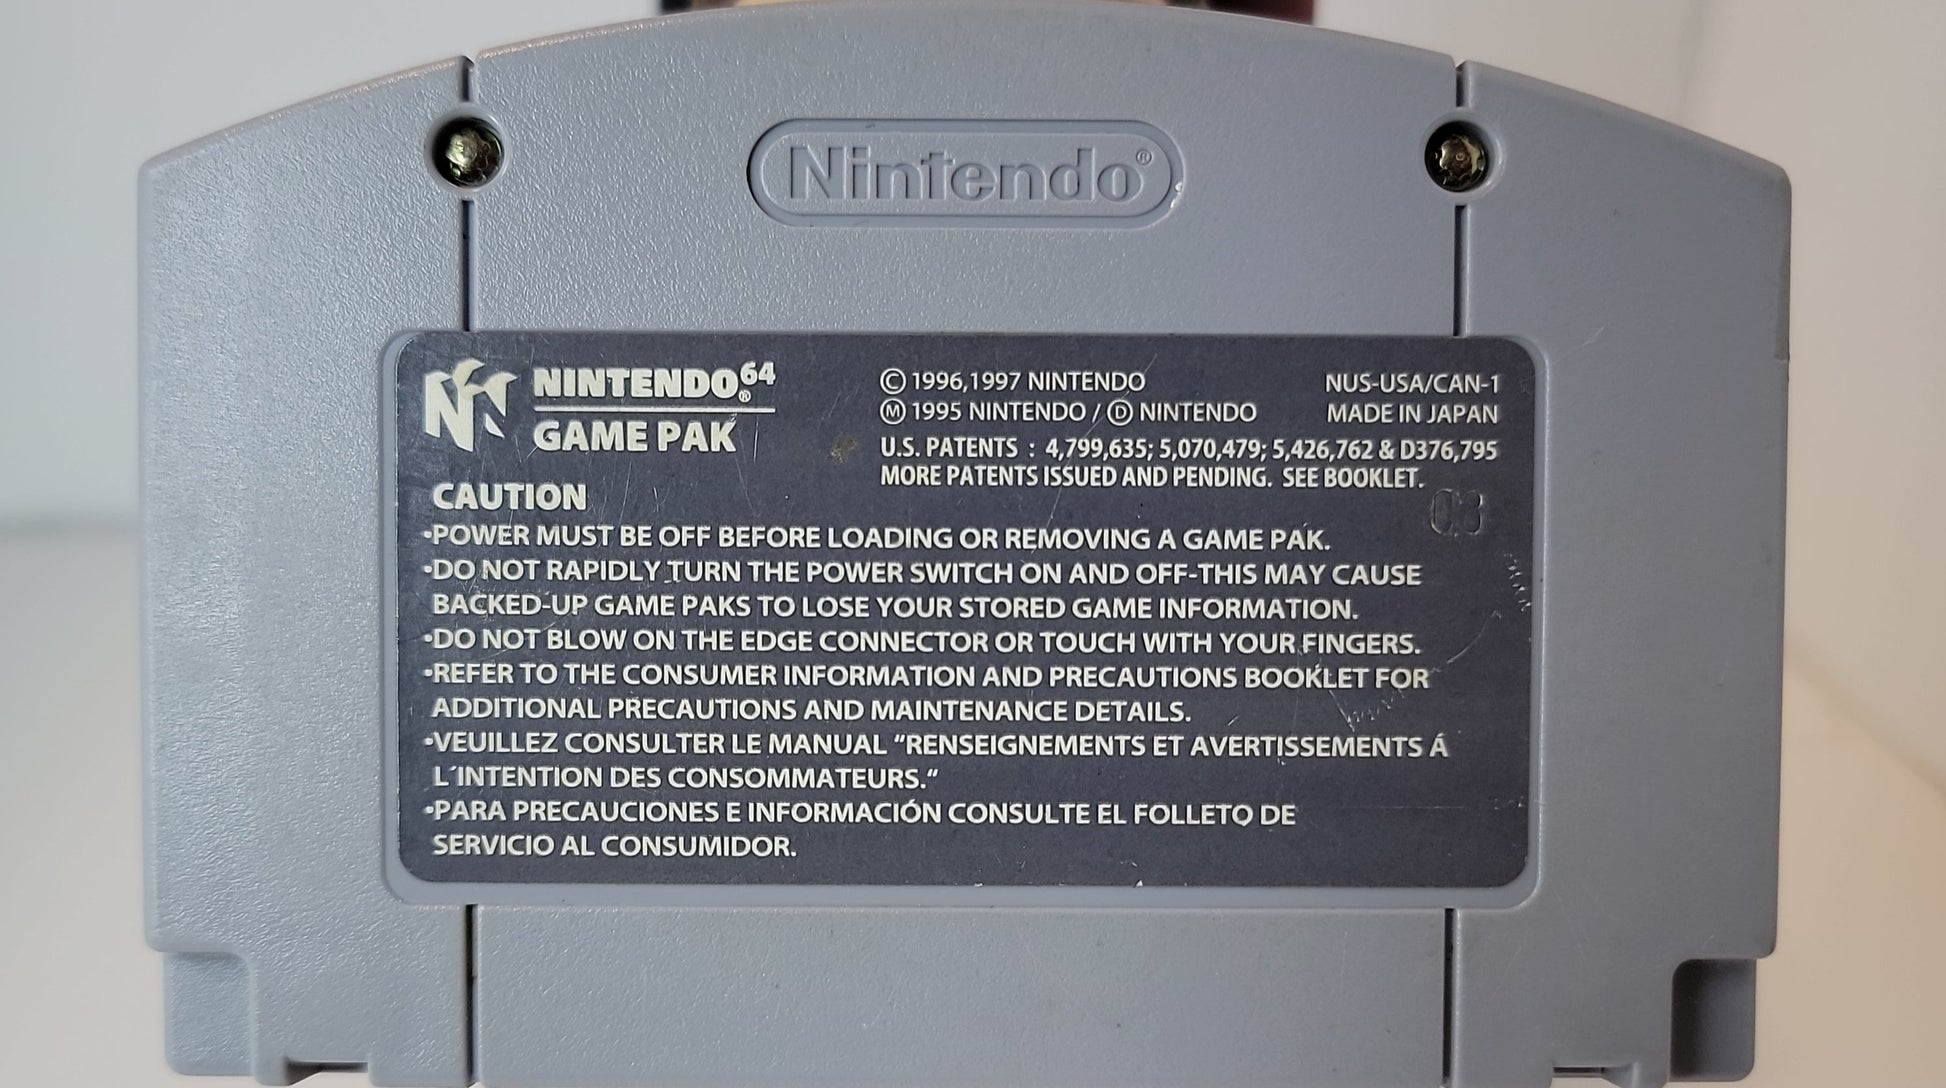 Nintendo®
NINTENDO64®
GAME PAK
© 1996,1997 NINTENDO
Ⓜ 1995 NINTENDO / Ⓓ NINTENDO
NUS-USA/CAN-1
MADE IN JAPAN
U.S. PATENTS : 4,799,635; 5,070,479; 5,426,762 & D376,795
MORE PATENTS ISSUED AND PENDING. SEE BOOKLET.
CAUTION
•POWER MUST BE OFF BEFORE LOADING OR REMOVING A GAME PAK.
•DO NOT RAPIDLY TURN THE POWER SWITCH ON AND OFF-THIS MAY CAUSE
BACKED-UP GAME PAKS TO LOSE YOUR STORED GAME INFORMATION.
•DO NOT BLOW ON THE EDGE CONNECTOR OR TOUCH WITH YOUR FINGERS.
•REFER TO THE CONSUMER INFORMATION AND PRECAUTIONS BOOKLET FOR
ADDITIONAL PRECAUTIONS AND MAINTENANCE DETAILS.
•VEUILLEZ CONSULTER LE MANUAL “RENSEIGNEMENTS ET AVERTISSEMENTS Á
L´INTENTION DES CONSOMMATEURS.“
•PARA PRECAUCIONES E INFORMACIÓN CONSULTE EL FOLLETO DE
SERVICIO AL CONSUMIDOR.